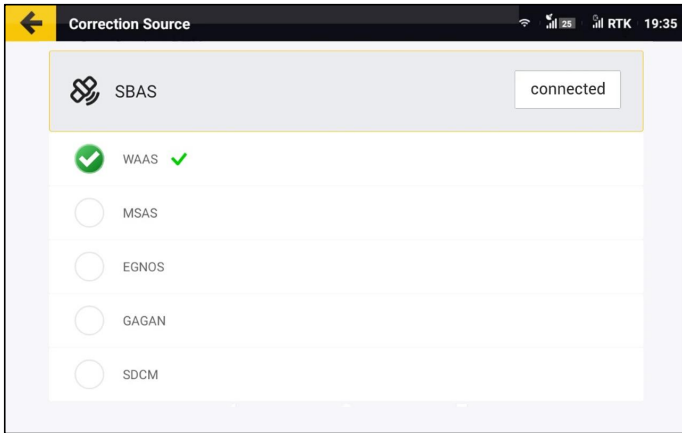 Correction Source 25 RTK 19:35
SBAS connected
WAAS
MSAS
EGNOS
GAGAN
SDCM